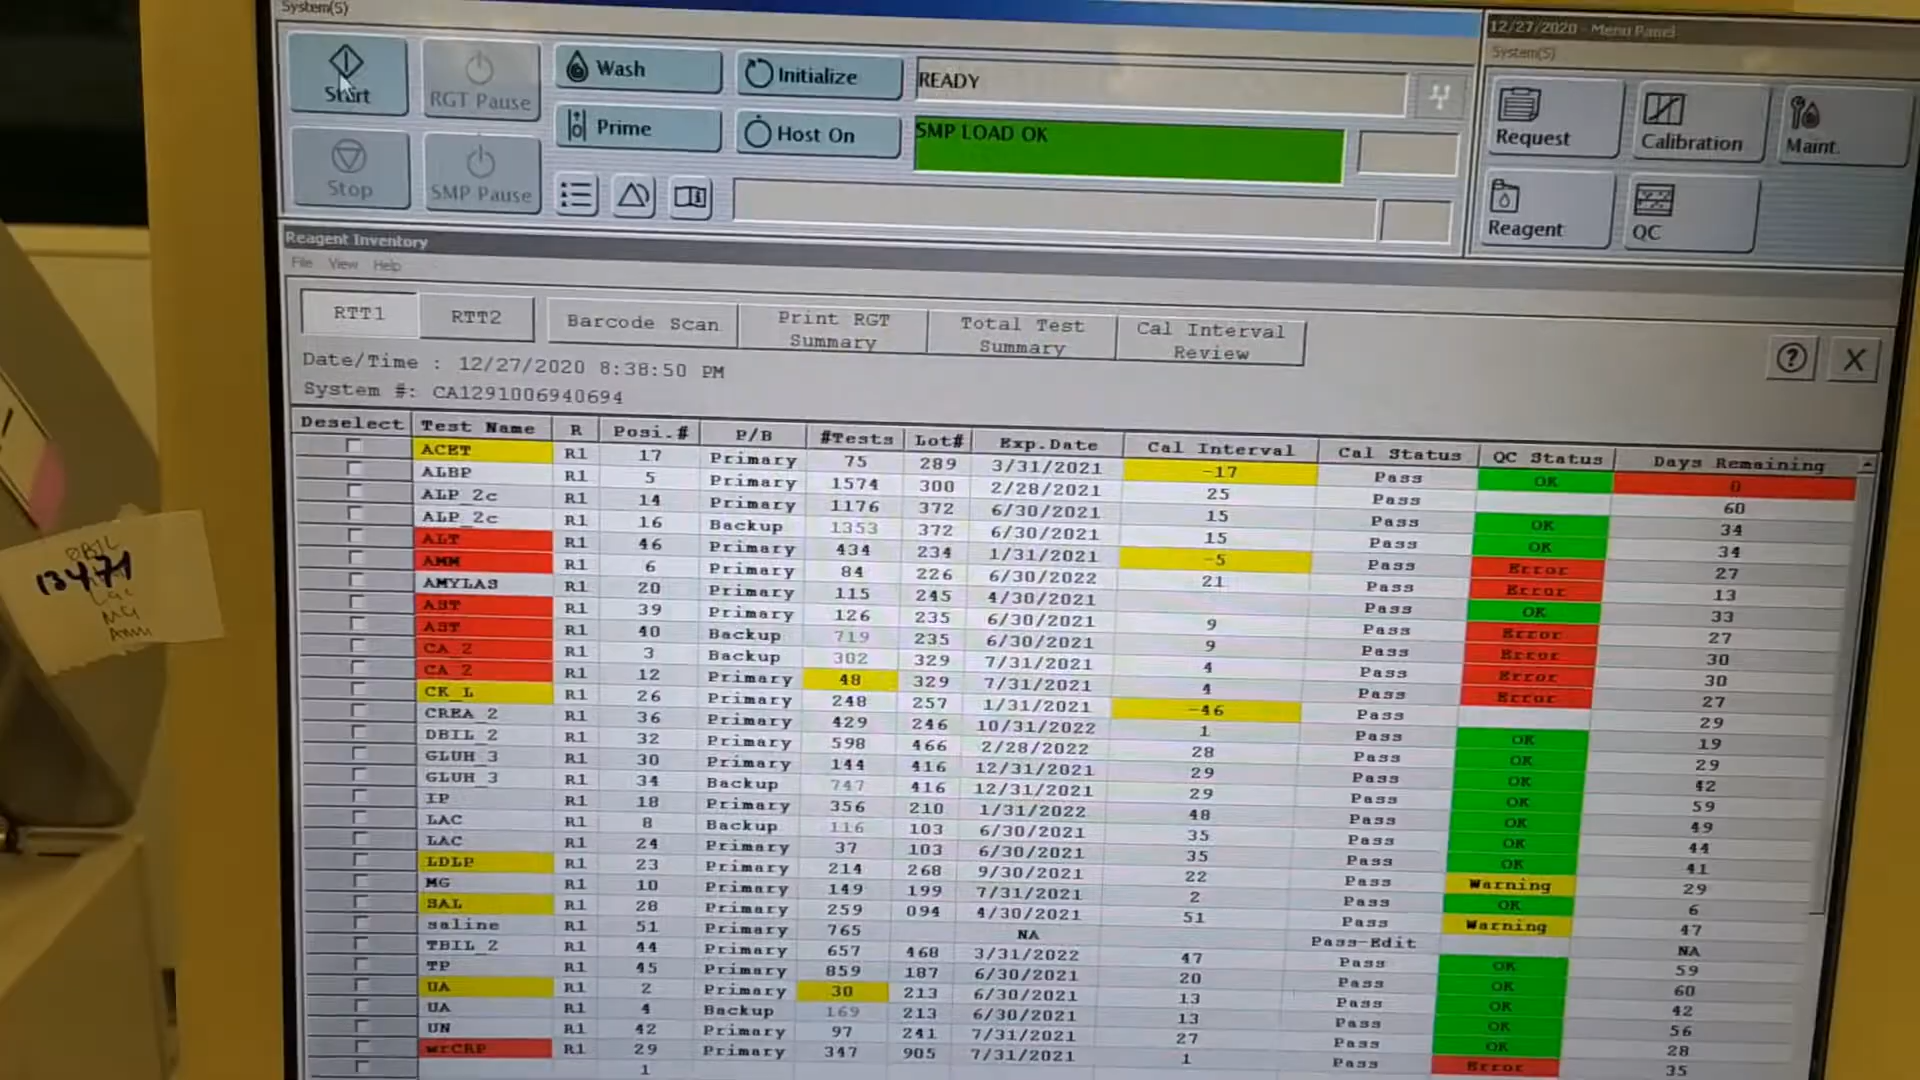 System(S)
Start
RGT Pause
Wash
Initialize
READY
Stop
SMP Pause
Prime
Host On
SMP LOAD OK
12/27/2020 - Menu Panel
System(S)
Request
Calibration
Maint.
Reagent
QC
Reagent Inventory
File View Help
RTT1 RTT2 Barcode Scan Print RGT Summary Total Test Summary Cal Interval Review
Date/Time : 12/27/2020 8:38:50 PM
System #: CA1291006940694
Deselect Test Name R Posi.# P/B #Tests Lot# Exp.Date Cal Interval Cal Status QC Status Days Remaining
ACET R1 17 Primary 75 289 3/31/2021 -17 Pass OK 0
ALBP R1 5 Primary 1574 300 2/28/2021 25 Pass 60
ALP_2c R1 14 Primary 1176 372 6/30/2021 15 Pass OK 34
ALP_2c R1 16 Backup 1353 372 6/30/2021 15 Pass OK 34
ALT R1 46 Primary 434 234 1/31/2021 -5 Pass Error 27
AMM R1 6 Primary 84 226 6/30/2022 21 Pass Error 13
AMYLAS R1 20 Primary 115 245 4/30/2021 Pass OK 33
AST R1 39 Primary 126 235 6/30/2021 9 Pass Error 27
AST R1 40 Backup 719 235 6/30/2021 9 Pass Error 30
CA_2 R1 3 Backup 302 329 7/31/2021 4 Pass Error 30
CA_2 R1 12 Primary 48 329 7/31/2021 4 Pass Error 27
CK_L R1 26 Primary 248 257 1/31/2021 -46 Pass 29
CREA_2 R1 36 Primary 429 246 10/31/2022 1 Pass OK 19
DBIL_2 R1 32 Primary 598 466 2/28/2022 28 Pass OK 29
GLUH_3 R1 30 Primary 144 416 12/31/2021 29 Pass OK 42
GLUH_3 R1 34 Backup 747 416 12/31/2021 29 Pass OK 59
IP R1 18 Primary 356 210 1/31/2022 48 Pass OK 49
LAC R1 8 Backup 116 103 6/30/2021 35 Pass OK 44
LAC R1 24 Primary 37 103 6/30/2021 35 Pass OK 41
LDLP R1 23 Primary 214 268 9/30/2021 22 Pass Warning 29
MG R1 10 Primary 149 199 7/31/2021 2 Pass OK 6
SAL R1 28 Primary 259 094 4/30/2021 51 Pass Warning 47
saline R1 51 Primary 765 NA Pass-Edit NA
TBIL_2 R1 44 Primary 657 468 3/31/2022 47 Pass OK 59
TP R1 45 Primary 859 187 6/30/2021 20 Pass OK 60
UA R1 2 Primary 30 213 6/30/2021 13 Pass OK 42
UA R1 4 Backup 169 213 6/30/2021 13 Pass OK 56
UN R1 42 Primary 97 241 7/31/2021 27 Pass OK 28
wrCRP R1 29 Primary 347 905 7/31/2021 1 Pass Error 35
1
13471
Lac
MG
Amm